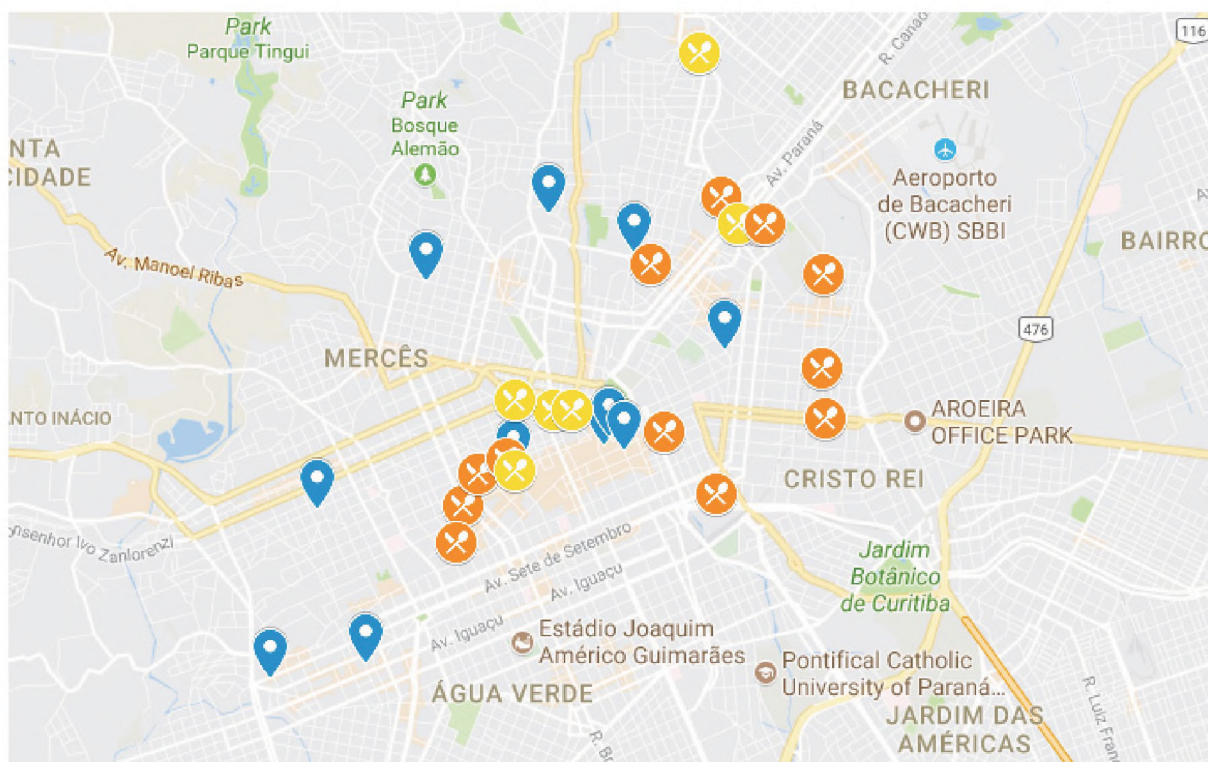 Park
Parque Tingui
116
R. Canad
BACACHERI
Park
Bosque
Alemão
Av. Paraná
NTA
CIDADE
Aeroporto
de Bacacheri
(CWB) SBBI
BAIRRO
Av. Manoel Ribas
476
MERCÊS
ANTO INÁCIO
AROEIRA
OFFICE PARK
CRISTO REI
onsenhor Ivo Zanlorenzi
Av. Sete de Setembro
Jardim
Botânico
de Curitiba
Av. Iguaçu
Av. Iguaçu
Estádio Joaquim
Américo Guimarães
Pontifical Catholic
University of Paraná...
ÁGUA VERDE
JARDIM DAS
AMÉRICAS
R. Luiz Fran